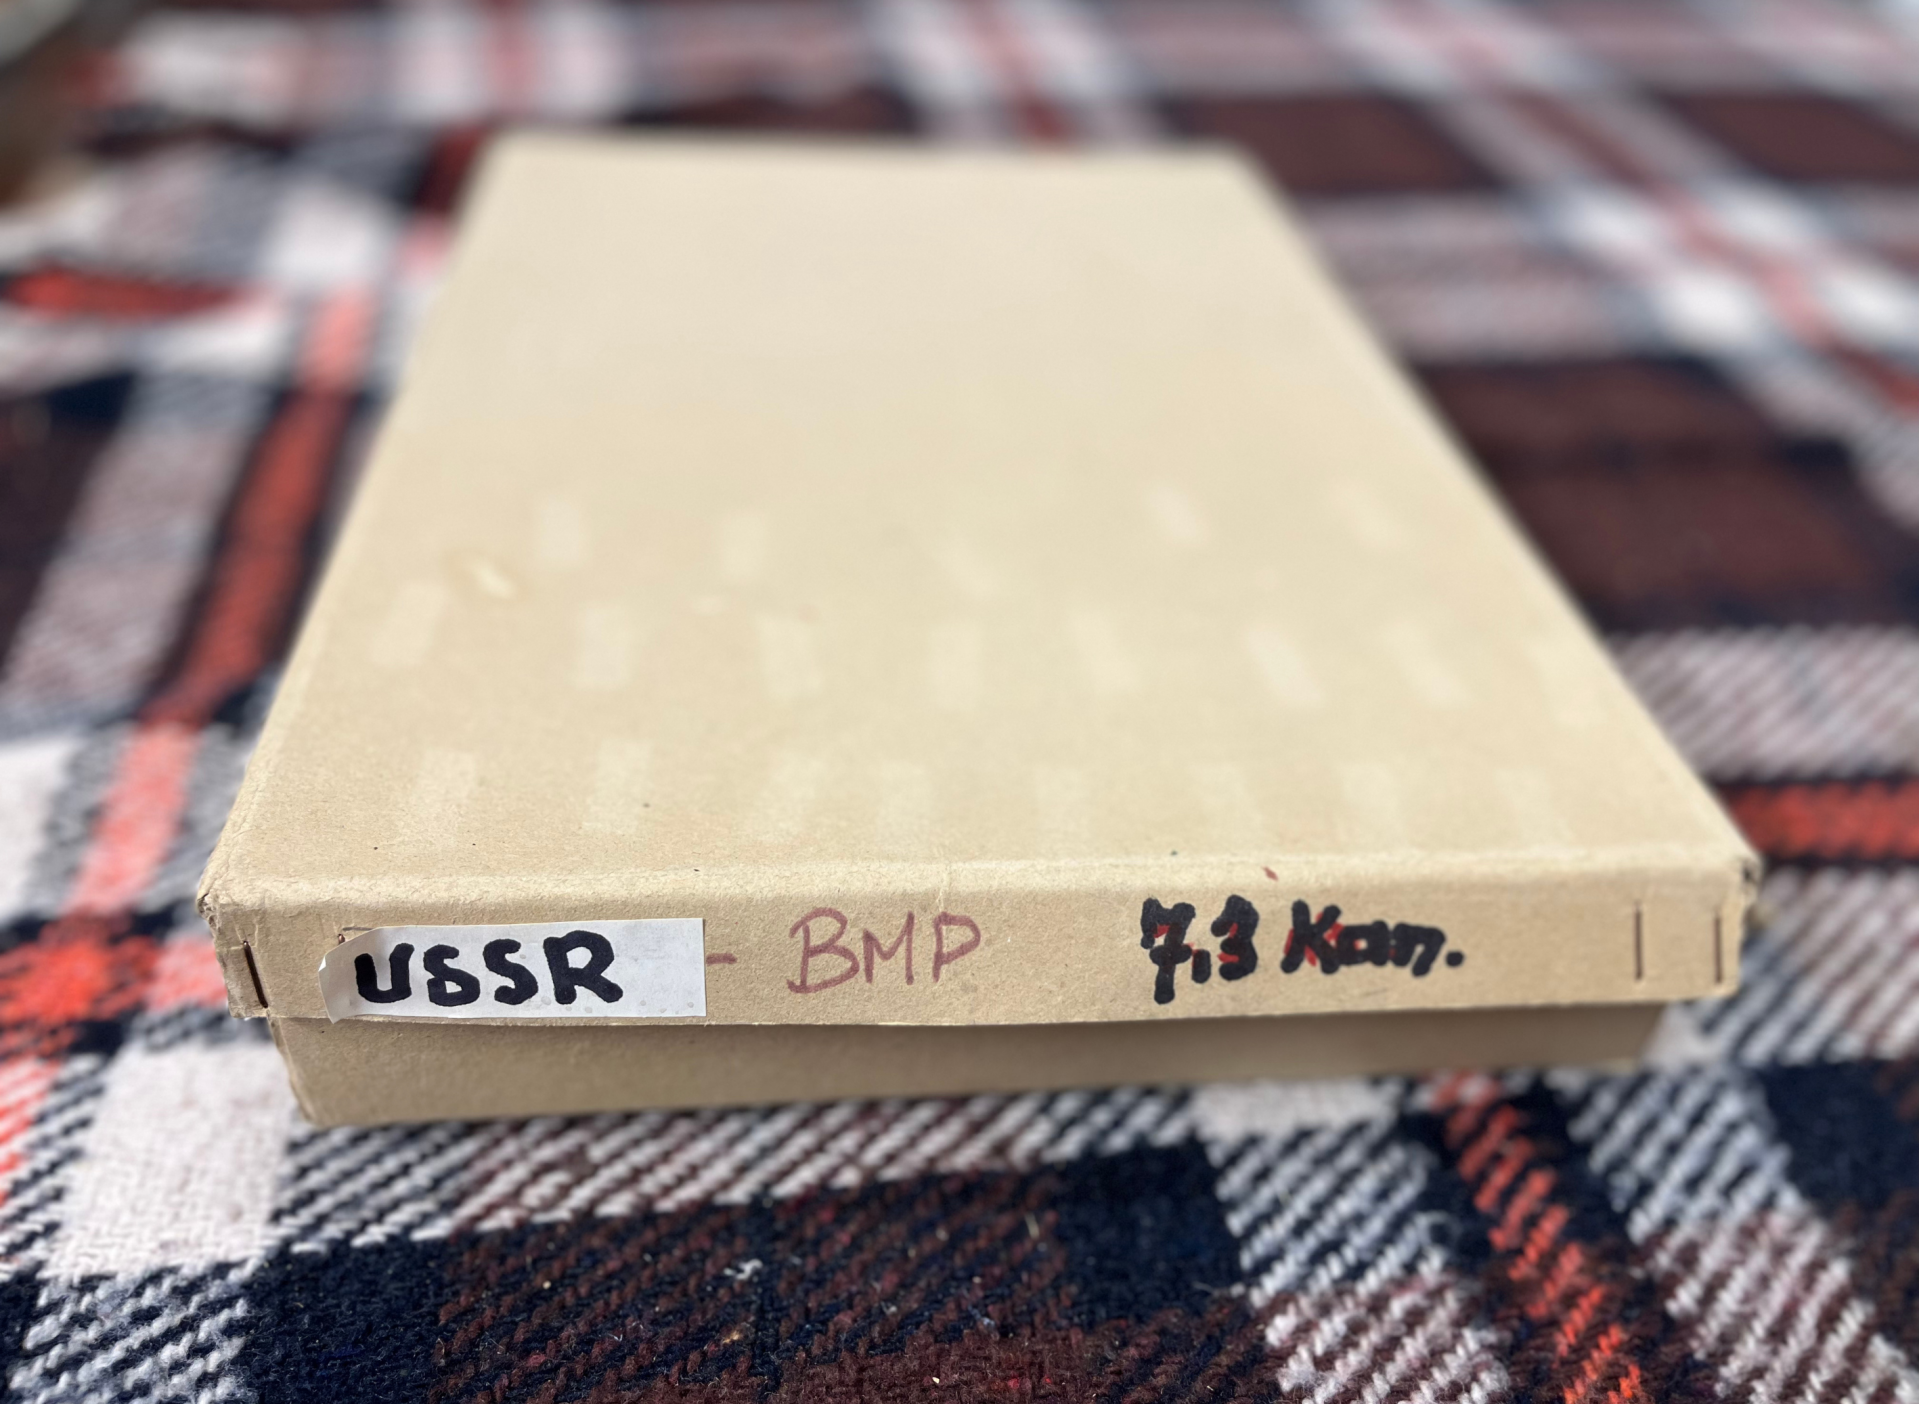 USSR - BMP 7,3 Kan.